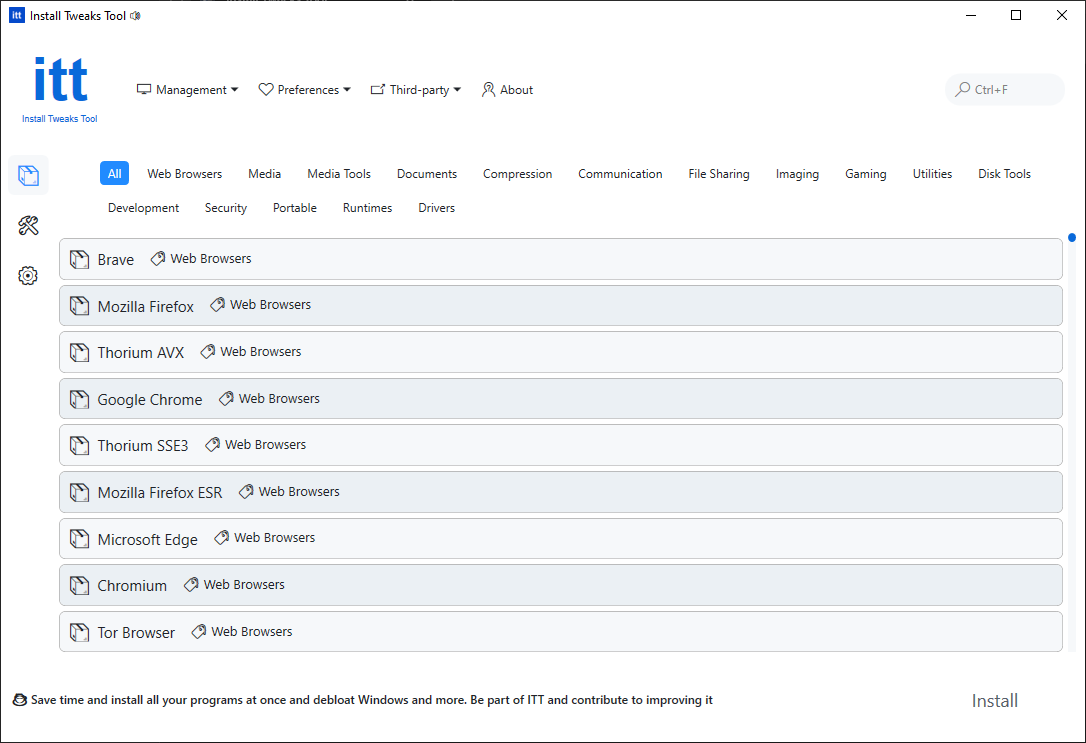 itt Install Tweaks Tool
itt
Install Tweaks Tool
Management Preferences Third-party About
Ctrl+F
All Web Browsers Media Media Tools Documents Compression Communication File Sharing Imaging Gaming Utilities Disk Tools
Development Security Portable Runtimes Drivers
Brave Web Browsers
Mozilla Firefox Web Browsers
Thorium AVX Web Browsers
Google Chrome Web Browsers
Thorium SSE3 Web Browsers
Mozilla Firefox ESR Web Browsers
Microsoft Edge Web Browsers
Chromium Web Browsers
Tor Browser Web Browsers
Save time and install all your programs at once and debloat Windows and more. Be part of ITT and contribute to improving it
Install